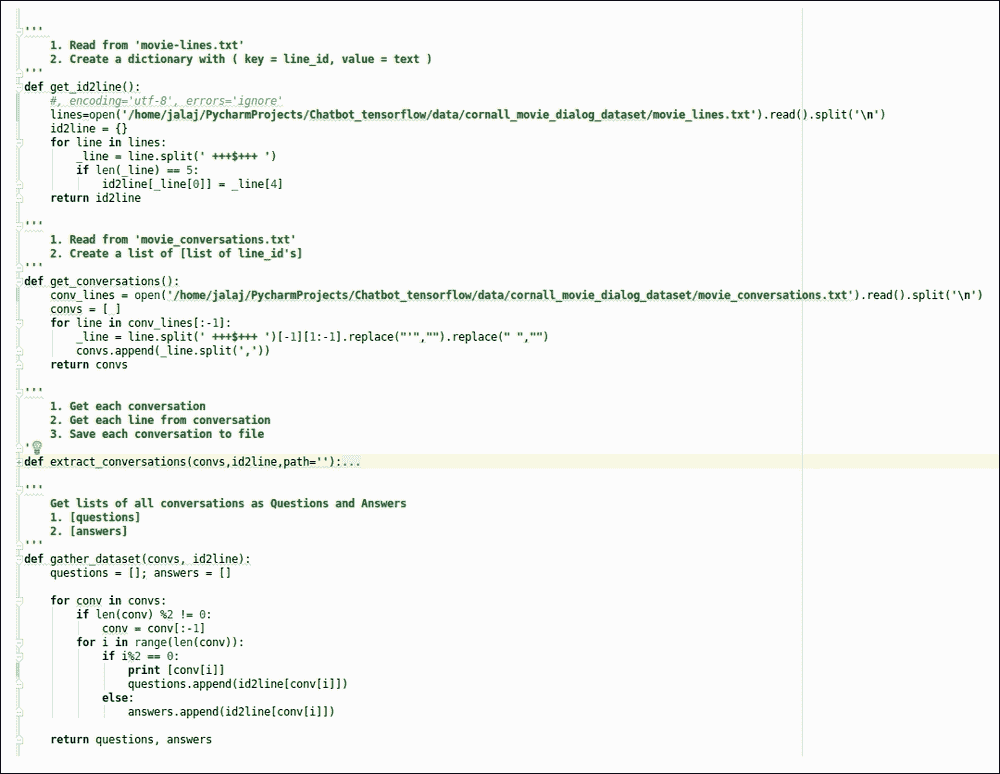 '''
    1. Read from 'movie-lines.txt'
    2. Create a dictionary with ( key = line_id, value = text )
'''
def get_id2line():
    #, encoding='utf-8', errors='ignore'
    lines=open('/home/jalaj/PycharmProjects/Chatbot_tensorflow/data/cornall_movie_dialog_dataset/movie_lines.txt').read().split('\n')
    id2line = {}
    for line in lines:
        _line = line.split(' +++$+++ ')
        if len(_line) == 5:
            id2line[_line[0]] = _line[4]
    return id2line

'''
    1. Read from 'movie_conversations.txt'
    2. Create a list of [list of line_id's]
'''
def get_conversations():
    conv_lines = open('/home/jalaj/PycharmProjects/Chatbot_tensorflow/data/cornall_movie_dialog_dataset/movie_conversations.txt').read().split('\n')
    convs = [ ]
    for line in conv_lines[:-1]:
        _line = line.split(' +++$+++ ')[-1][1:-1].replace("'","").replace(" ","")
        convs.append(_line.split(','))
    return convs

'''
    1. Get each conversation
    2. Get each line from conversation
    3. Save each conversation to file
'
def extract_conversations(convs,id2line,path=''):...

'''
    Get lists of all conversations as Questions and Answers
    1. [questions]
    2. [answers]
'''
def gather_dataset(convs, id2line):
    questions = []; answers = []

    for conv in convs:
        if len(conv) %2 != 0:
            conv = conv[:-1]
        for i in range(len(conv)):
            if i%2 == 0:
                print [conv[i]]
                questions.append(id2line[conv[i]])
            else:
                answers.append(id2line[conv[i]])

    return questions, answers